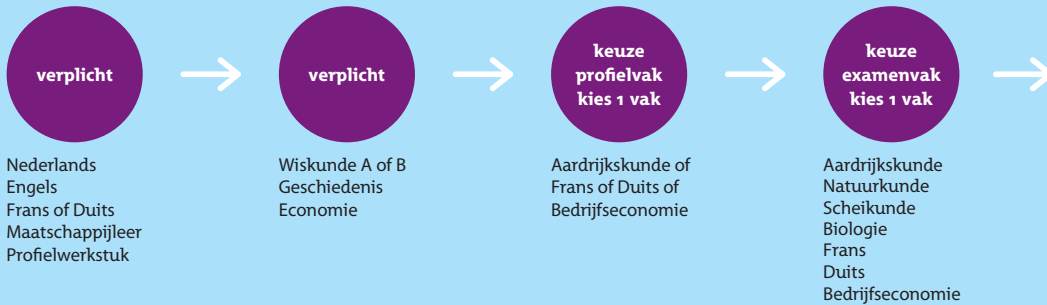 verplicht
Nederlands
Engels
Frans of Duits
Maatschappijleer
Profielwerkstuk
verplicht
Wiskunde A of B
Geschiedenis
Economie
keuze
profielvak
kies 1 vak
Aardrijkskunde of
Frans of Duits of
Bedrijfseconomie
keuze
examenvak
kies 1 vak
Aardrijkskunde
Natuurkunde
Scheikunde
Biologie
Frans
Duits
Bedrijfseconomie